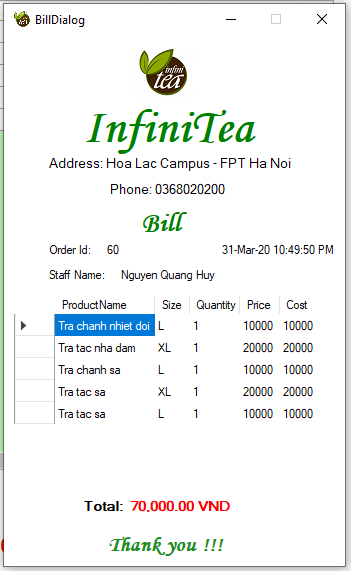 BillDialog
infini
tea
InfiniTea
Address: Hoa Lac Campus - FPT Ha Noi
Phone: 0368020200
Bill
Order Id: 60 31-Mar-20 10:49:50 PM
Staff Name: Nguyen Quang Huy
ProductName Size Quantity Price Cost
Tra chanh nhiet doi L 1 10000 10000
Tra tac nha dam XL 1 20000 20000
Tra chanh sa L 1 10000 10000
Tra tac sa XL 1 20000 20000
Tra tac sa L 1 10000 10000
Total: 70,000.00 VND
Thank you !!!